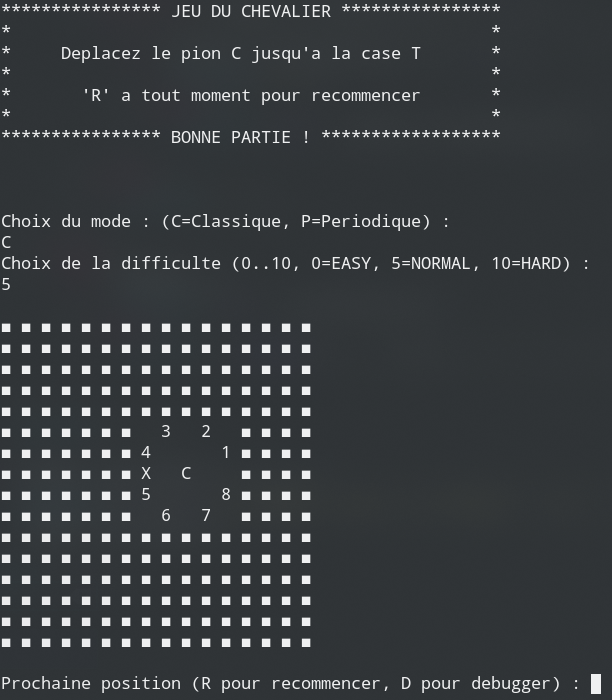 **************** JEU DU CHEVALIER ****************
*                                                *
*     Deplacez le pion C jusqu'a la case T       *
*                                                *
*       'R' a tout moment pour recommencer       *
*                                                *
**************** BONNE PARTIE ! ******************
Choix du mode : (C=Classique, P=Periodique) :
C
Choix de la difficulte (0..10, 0=EASY, 5=NORMAL, 10=HARD) :
5
■ ■ ■ ■ ■ ■ ■ ■ ■ ■ ■ ■ ■ ■ ■ ■
■ ■ ■ ■ ■ ■ ■ ■ ■ ■ ■ ■ ■ ■ ■ ■
■ ■ ■ ■ ■ ■ ■ ■ ■ ■ ■ ■ ■ ■ ■ ■
■ ■ ■ ■ ■ ■ ■ ■ ■ ■ ■ ■ ■ ■ ■ ■
■ ■ ■ ■ ■ ■ ■ ■ ■ ■ ■ ■ ■ ■ ■ ■
■ ■ ■ ■ ■ ■ ■   3   2   ■ ■ ■ ■
■ ■ ■ ■ ■ ■ ■ 4       1 ■ ■ ■ ■
■ ■ ■ ■ ■ ■ ■ X   C     ■ ■ ■ ■
■ ■ ■ ■ ■ ■ ■ 5       8 ■ ■ ■ ■
■ ■ ■ ■ ■ ■ ■   6   7   ■ ■ ■ ■
■ ■ ■ ■ ■ ■ ■ ■ ■ ■ ■ ■ ■ ■ ■ ■
■ ■ ■ ■ ■ ■ ■ ■ ■ ■ ■ ■ ■ ■ ■ ■
■ ■ ■ ■ ■ ■ ■ ■ ■ ■ ■ ■ ■ ■ ■ ■
■ ■ ■ ■ ■ ■ ■ ■ ■ ■ ■ ■ ■ ■ ■ ■
■ ■ ■ ■ ■ ■ ■ ■ ■ ■ ■ ■ ■ ■ ■ ■
■ ■ ■ ■ ■ ■ ■ ■ ■ ■ ■ ■ ■ ■ ■ ■
Prochaine position (R pour recommencer, D pour debugger) :